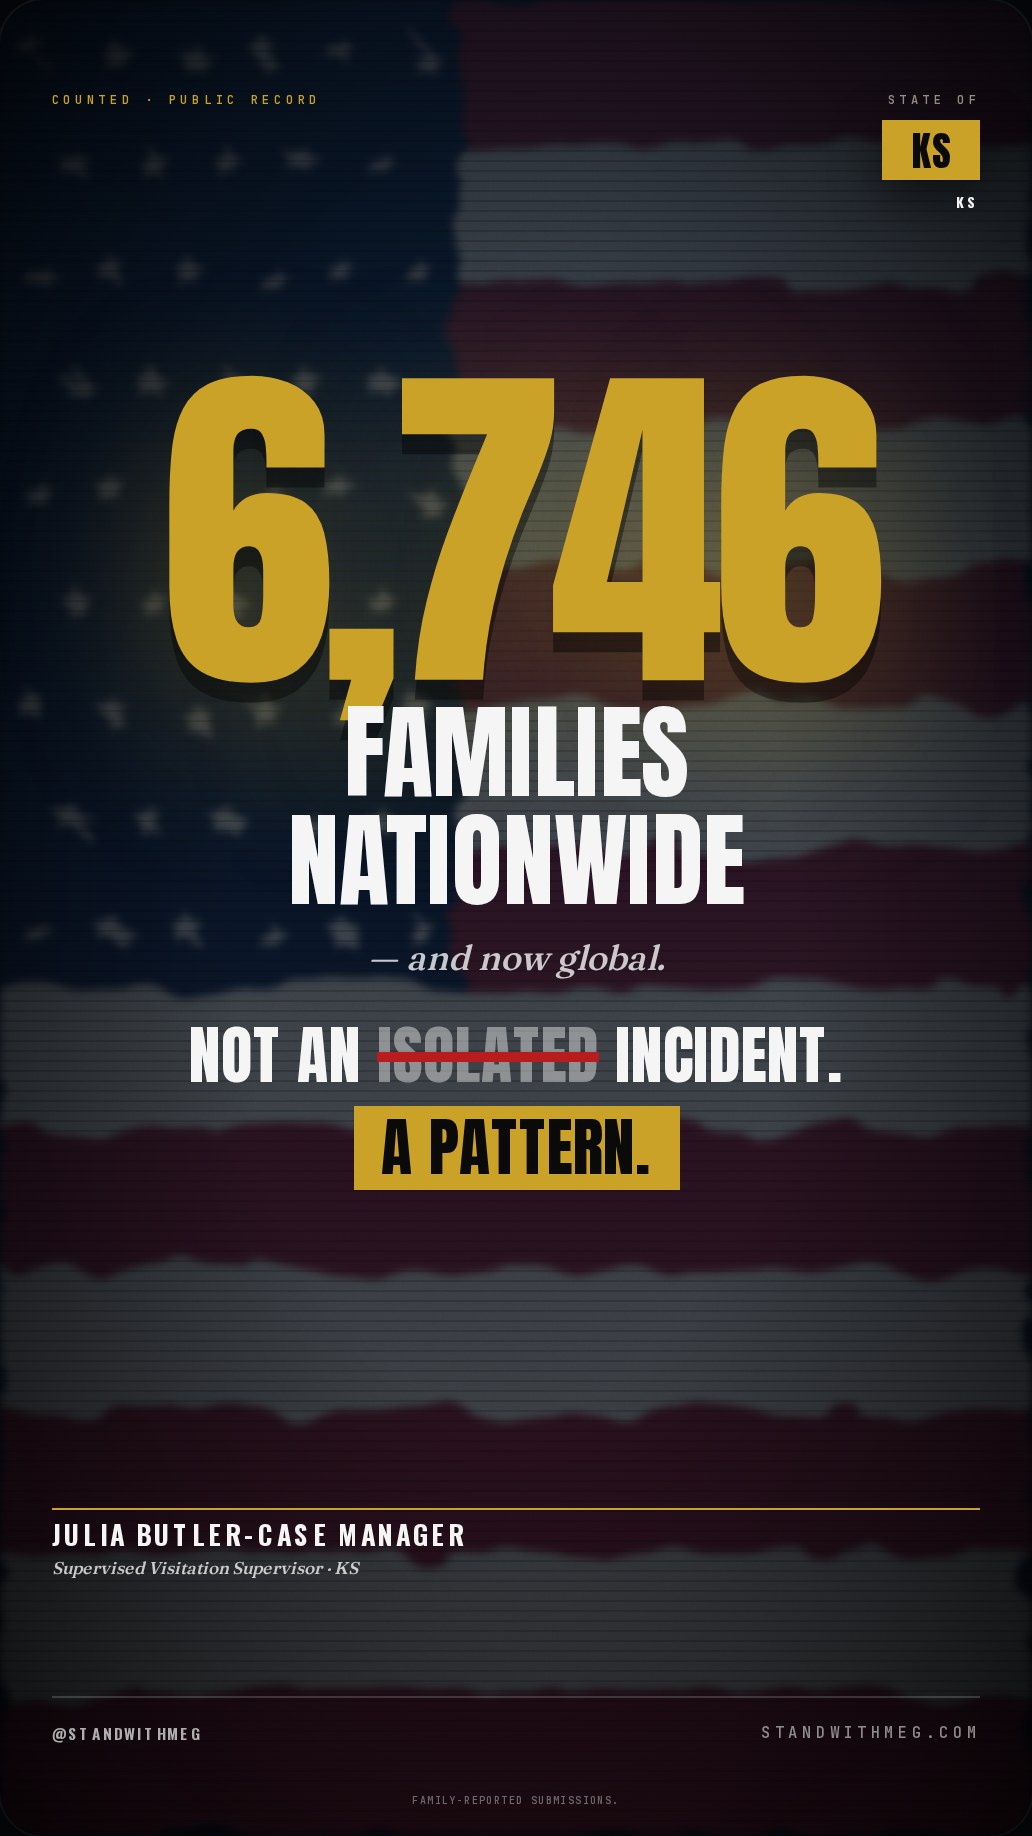 COUNTED · PUBLIC RECORD
STATE OF
KS
KS
6,746
FAMILIES
NATIONWIDE
— and now global.
NOT AN ISOLATED INCIDENT.
A PATTERN.
JULIA BUTLER-CASE MANAGER
Supervised Visitation Supervisor · KS
@STANDWITHMEG
STANDWITHMEG.COM
FAMILY-REPORTED SUBMISSIONS.